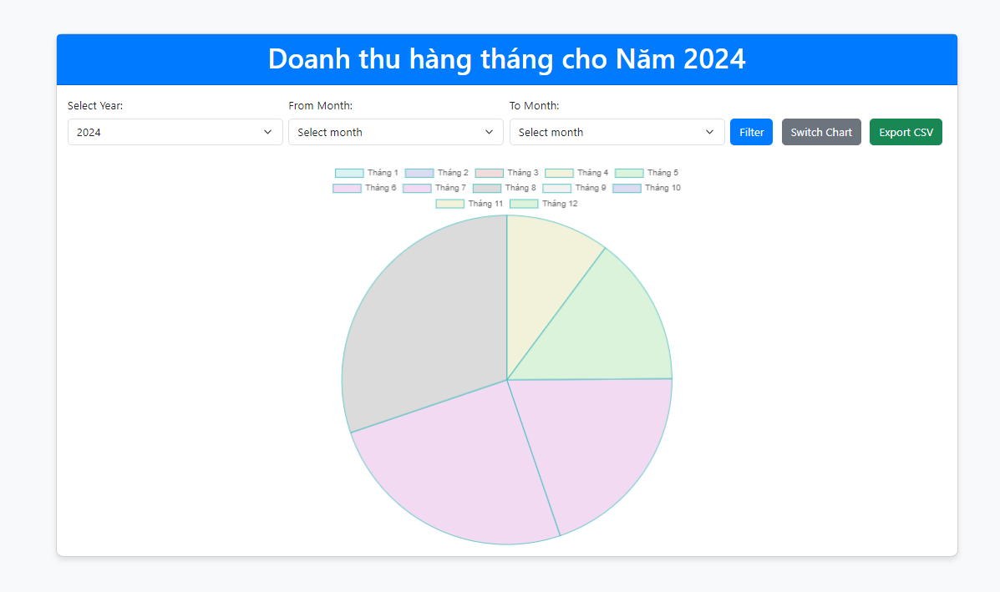 Doanh thu hàng tháng cho Năm 2024
Select Year: From Month: To Month:
2024 Select month Select month Filter Switch Chart Export CSV
Tháng 1 Tháng 2 Tháng 3 Tháng 4 Tháng 5
Tháng 6 Tháng 7 Tháng 8 Tháng 9 Tháng 10
Tháng 11 Tháng 12